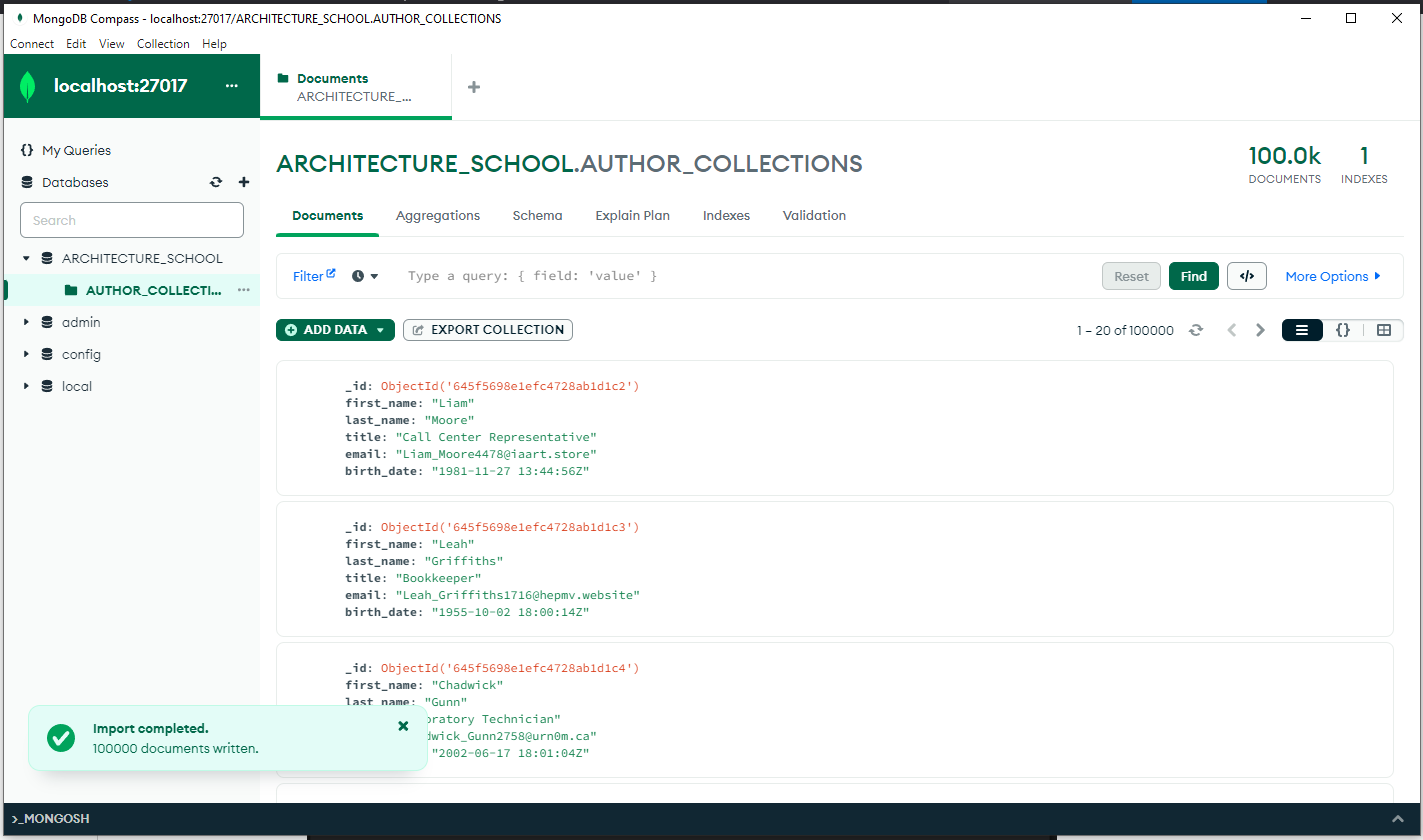 MongoDB Compass - localhost:27017/ARCHITECTURE_SCHOOL.AUTHOR_COLLECTIONS
Connect Edit View Collection Help
localhost:27017 ...
Documents
ARCHITECTURE_...
{} My Queries
Databases
Search
ARCHITECTURE_SCHOOL
AUTHOR_COLLECTI... ...
admin
config
local
ARCHITECTURE_SCHOOL.AUTHOR_COLLECTIONS
100.0k
DOCUMENTS
1
INDEXES
Documents Aggregations Schema Explain Plan Indexes Validation
Filter Type a query: { field: 'value' } Reset Find </> More Options
ADD DATA EXPORT COLLECTION 1 – 20 of 100000 {}
_id: ObjectId('645f5698e1efc4728ab1d1c2')
first_name: "Liam"
last_name: "Moore"
title: "Call Center Representative"
email: "Liam_Moore4478@iaart.store"
birth_date: "1981-11-27 13:44:56Z"
_id: ObjectId('645f5698e1efc4728ab1d1c3')
first_name: "Leah"
last_name: "Griffiths"
title: "Bookkeeper"
email: "Leah_Griffiths1716@hepmv.website"
birth_date: "1955-10-02 18:00:14Z"
_id: ObjectId('645f5698e1efc4728ab1d1c4')
first_name: "Chadwick"
last_name: "Gunn"
oratory Technician"
dwick_Gunn2758@urn0m.ca"
"2002-06-17 18:01:04Z"
Import completed.
100000 documents written.
>_MONGOSH